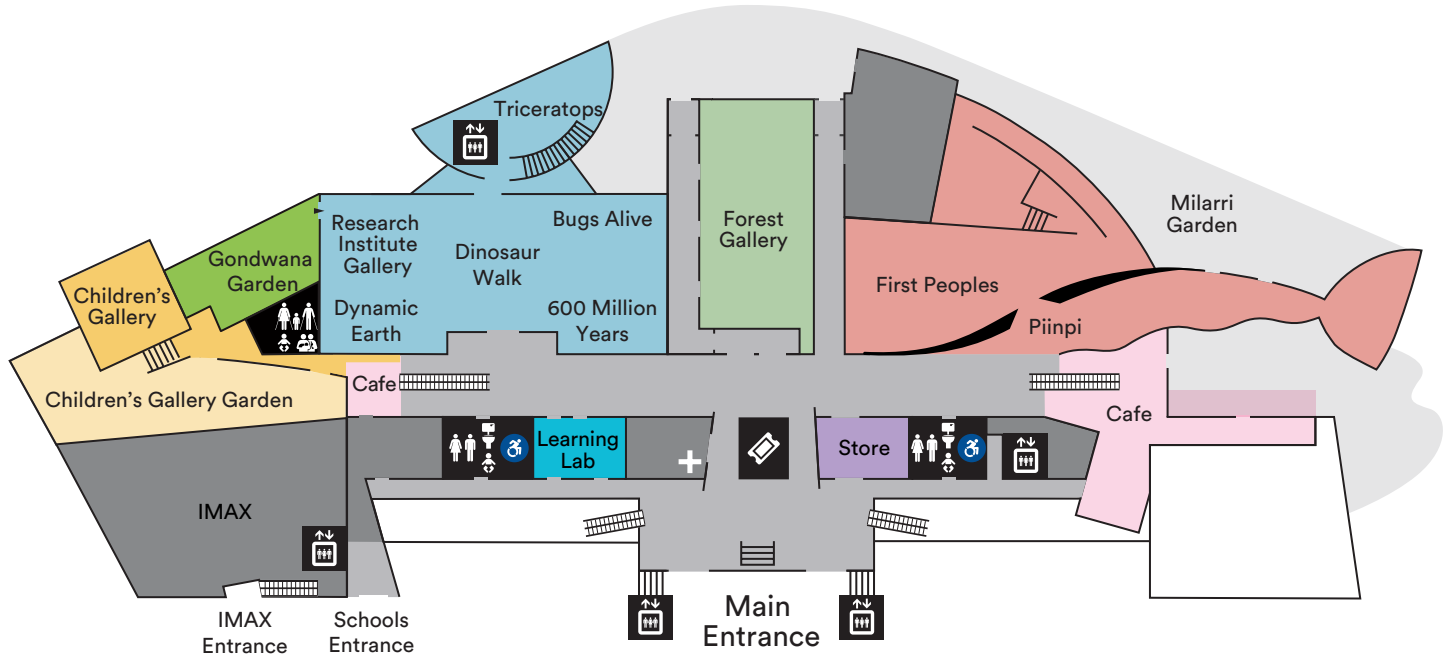 Triceratops
Research
Institute
Gallery
Bugs Alive
Dinosaur
Walk
Dynamic
Earth
600 Million
Years
Forest
Gallery
Milarri
Garden
Gondwana
Garden
Children's
Gallery
First Peoples
Piinpi
Children's Gallery Garden
Cafe
Cafe
Learning
Lab
Store
IMAX
IMAX
Entrance
Schools
Entrance
Main
Entrance